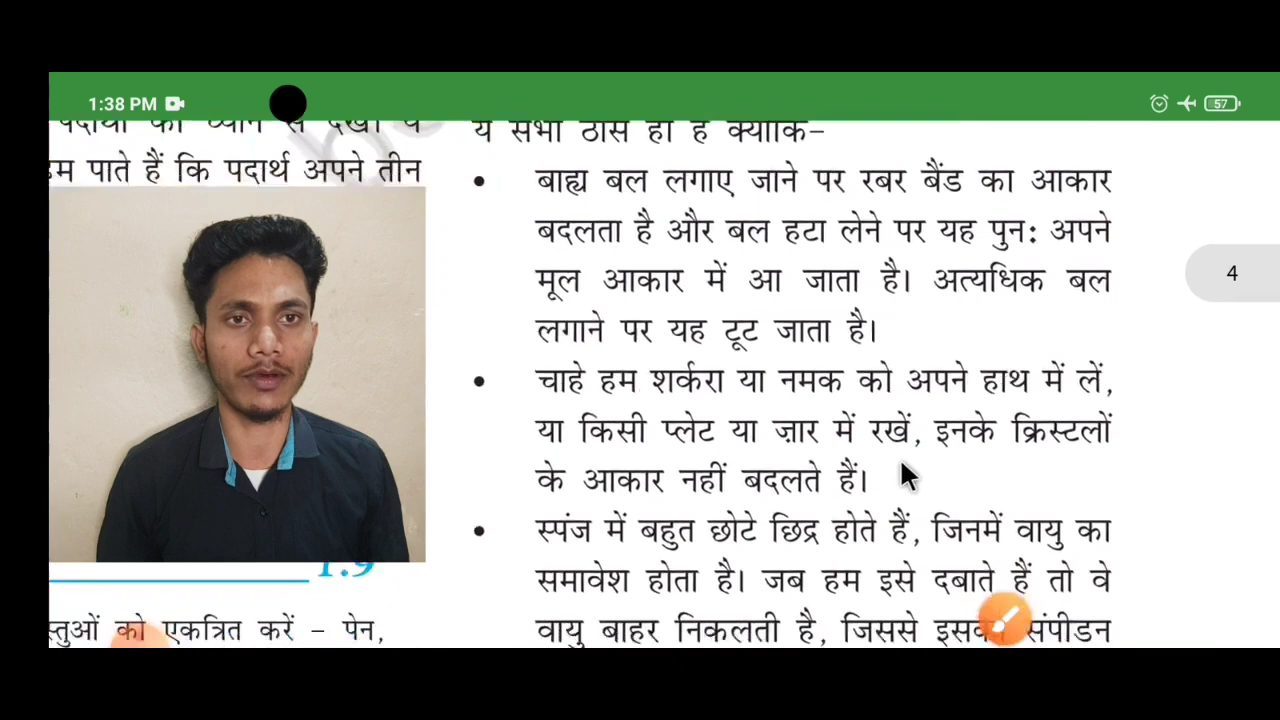 1:38 PM
57
पदार्थों को ध्यान से देखें। ये
हम पाते हैं कि पदार्थ अपने तीन
1.9
स्तुओं को एकत्रित करें – पेन,
ये सभी ठोस ही हैं क्योंकि–
• बाह्य बल लगाए जाने पर रबर बैंड का आकार
बदलता है और बल हटा लेने पर यह पुन: अपने
मूल आकार में आ जाता है। अत्यधिक बल
लगाने पर यह टूट जाता है।
• चाहे हम शर्करा या नमक को अपने हाथ में लें,
या किसी प्लेट या ज़ार में रखें, इनके क्रिस्टलों
के आकार नहीं बदलते हैं।
• स्पंज में बहुत छोटे छिद्र होते हैं, जिनमें वायु का
समावेश होता है। जब हम इसे दबाते हैं तो वे
वायु बाहर निकलती है, जिससे इसका संपीडन
4